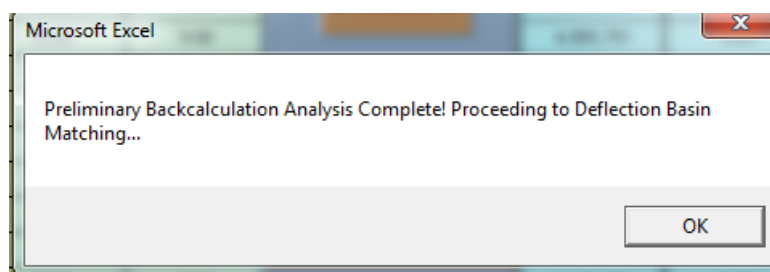 Microsoft Excel
Preliminary Backcalculation Analysis Complete! Proceeding to Deflection Basin
Matching...
OK